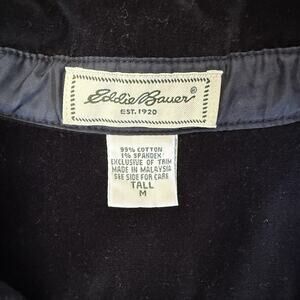 Eddie Bauer®
EST. 1920
99% COTTON
1% SPANDEX
EXCLUSIVE OF TRIM
MADE IN MALAYSIA
SEE SIDE FOR CARE
TALL
M